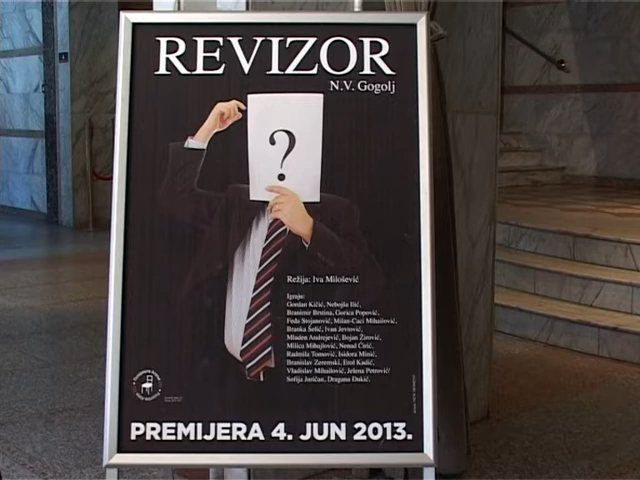 REVIZOR
N.V. Gogolj
?
Režija: Iva Milošević
Igraju:
Gordan Kičić, Nebojša Ilić,
Branimir Brstina, Gorica Popović,
Feđa Stojanović, Milan-Caci Mihailović,
Branka Šelić, Ivan Jevtović,
Mladen Andrejević, Bojan Žirović,
Milica Mihajlović, Nenad Ćirić,
Radmila Tomović, Isidora Minić,
Branislav Zeremski, Erol Kadić,
Vladislav Mihailović, Jelena Petrović/
Sofija Juričan, Dragana Đukić.
PREMIJERA 4. JUN 2013.